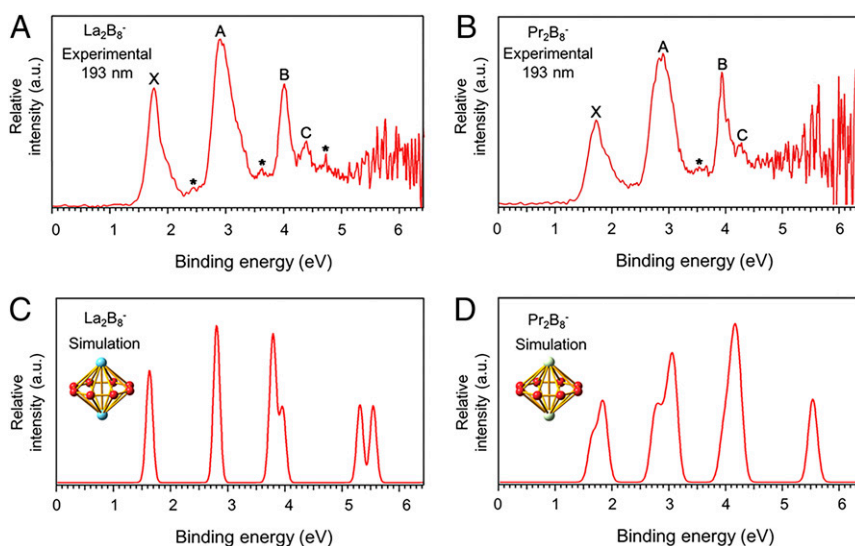 A
La₂B₈⁻
Experimental
193 nm
X
A
B
C
*
*
*
Relative
intensity (a.u.)
0 1 2 3 4 5 6
Binding energy (eV)
B
Pr₂B₈⁻
Experimental
193 nm
X
A
B
C
*
Relative
intensity (a.u.)
0 1 2 3 4 5 6
Binding energy (eV)
C
La₂B₈⁻
Simulation
Relative
intensity (a.u.)
0 1 2 3 4 5 6
Binding energy (eV)
D
Pr₂B₈⁻
Simulation
Relative
intensity (a.u.)
0 1 2 3 4 5 6
Binding energy (eV)